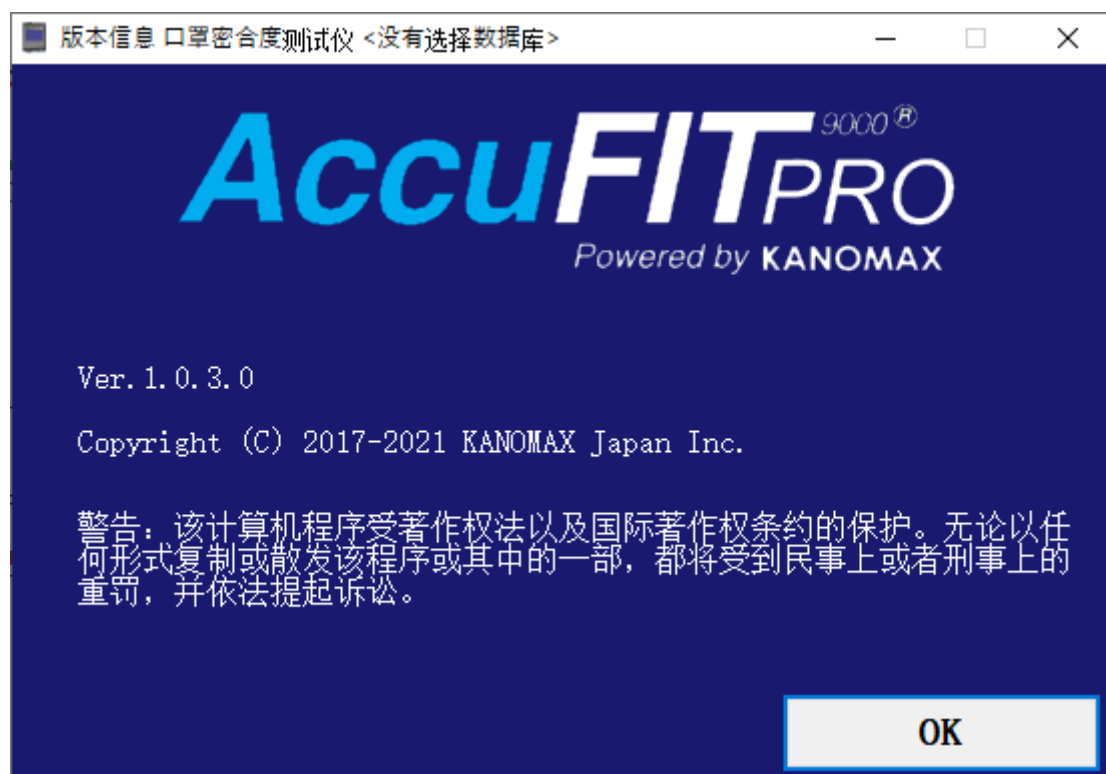 版本信息 口罩密合度测试仪 <没有选择数据库>
AccuFIT PRO 9000®
Powered by KANOMAX
Ver.1.0.3.0
Copyright (C) 2017-2021 KANOMAX Japan Inc.
警告：该计算机程序受著作权法以及国际著作权条约的保护。无论以任
何形式复制或散发该程序或其中的一部，都将受到民事上或者刑事上的
重罚，并依法提起诉讼。
OK